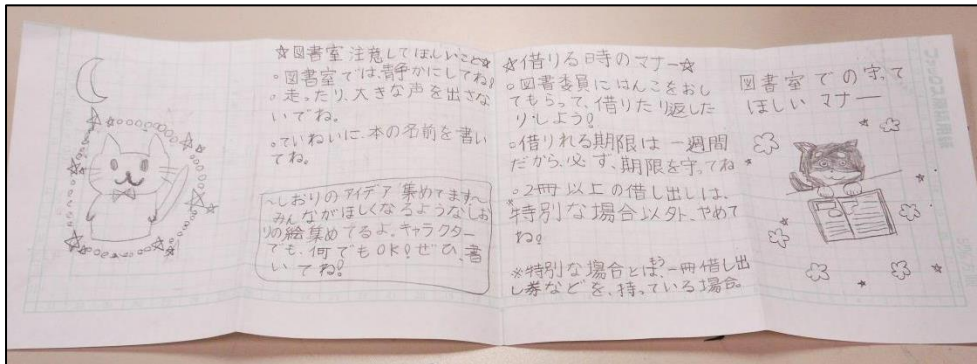 図書室での守って
ほしいマナー
☆借りる時のマナー☆
○図書委員にはんこをおし
てもらって、借りたり返した
りしよう!
○借りれる期限は一週間
だから、必ず、期限を守ってね
○2冊以上の借し出しは、
特別な場合以外、やめて
ね。
※特別な場合とは、もう一冊借し出
し券などを、持っている場合。
☆図書室注意してほしいこと☆
○図書室では、静かにしてね!
○走ったり、大きな声を出さな
いでね。
○ていねいに、本の名前を書い
てね。
～しおりのアイデア集めてます～
みんながほしくなるようなしお
りの絵集めてるよ。キャラクター
でも、何でもOK!ぜひ、書
いてね!